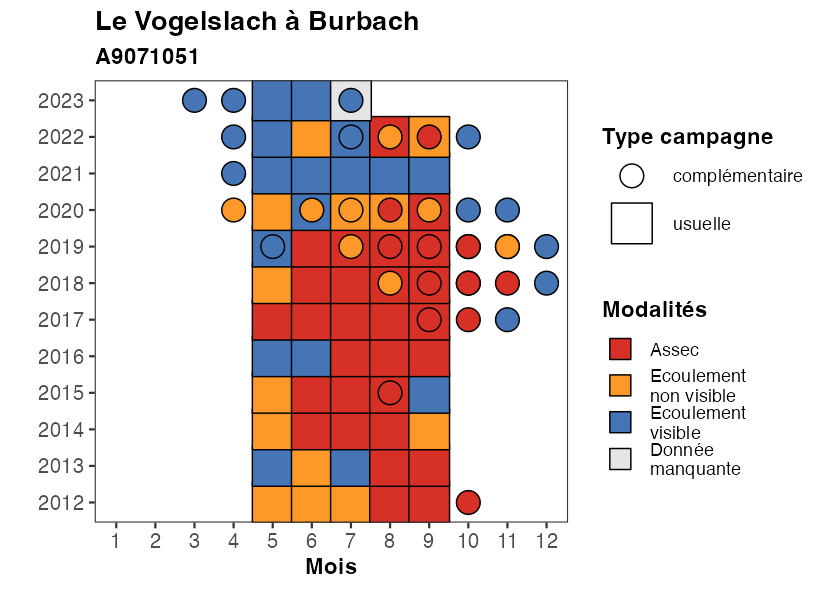 Le Vogelslach à Burbach
A9071051
2023
2022
2021
2020
2019
2018
2017
2016
2015
2014
2013
2012
1 2 3 4 5 6 7 8 9 10 11 12
Mois
Type campagne
complémentaire
usuelle
Modalités
Assec
Ecoulement
non visible
Ecoulement
visible
Donnée
manquante